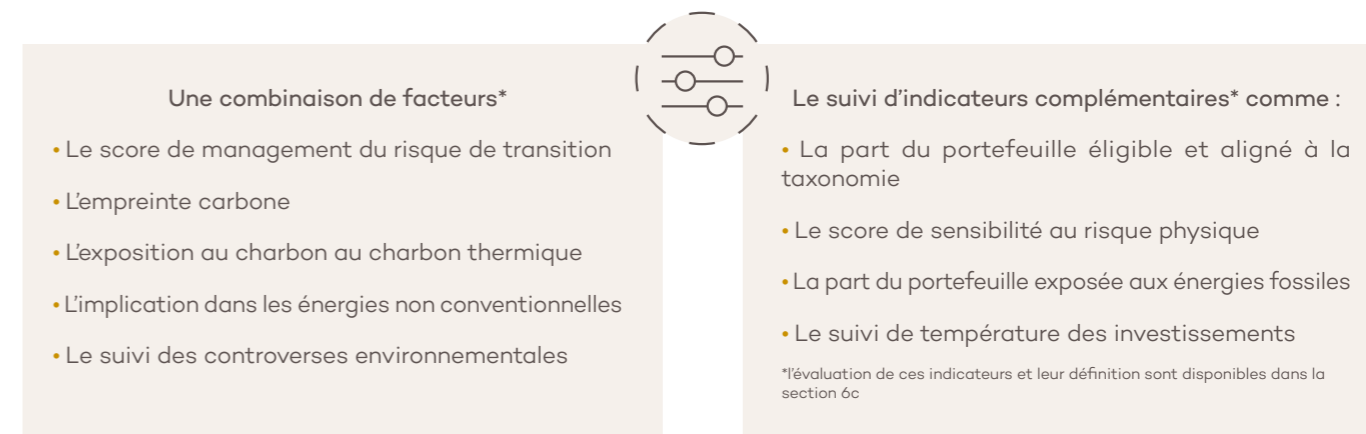 Une combinaison de facteurs*
• Le score de management du risque de transition
• L'empreinte carbone
• L'exposition au charbon au charbon thermique
• L'implication dans les énergies non conventionnelles
• Le suivi des controverses environnementales
Le suivi d'indicateurs complémentaires* comme :
• La part du portefeuille éligible et aligné à la
taxonomie
• Le score de sensibilité au risque physique
• La part du portefeuille exposée aux énergies fossiles
• Le suivi de température des investissements
*l'évaluation de ces indicateurs et leur définition sont disponibles dans la
section 6c